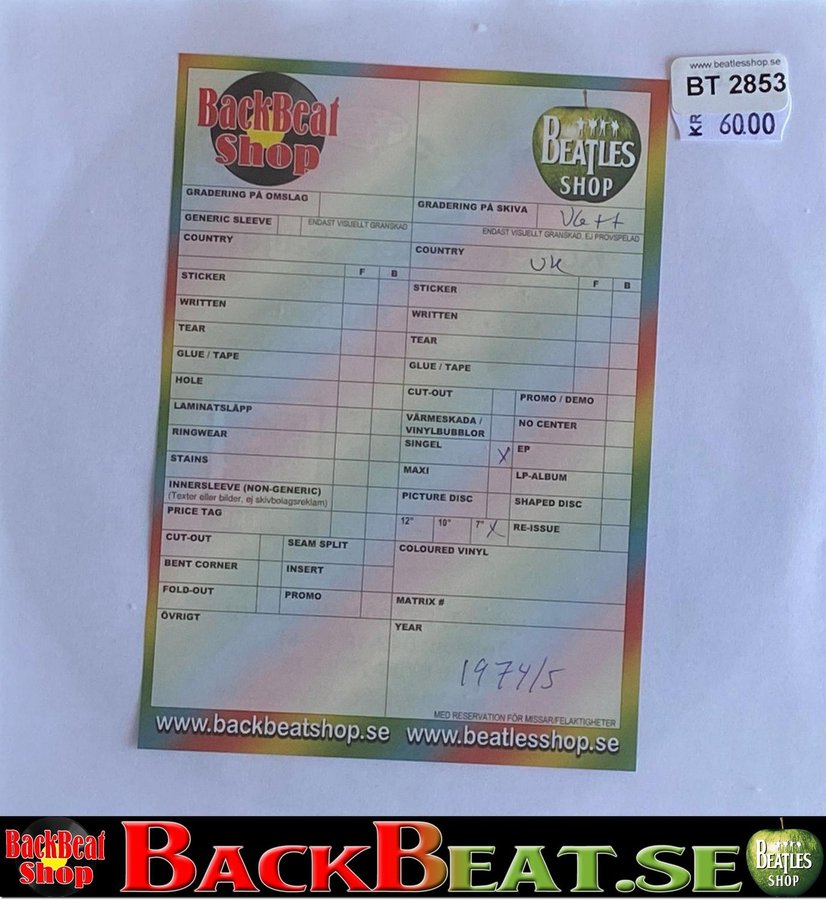 www.beatlesshop.se
BT 2853
KR 60.00
BackBeat
Shop
BEATLES
SHOP
GRADERING PÅ OMSLAG
GENERIC SLEEVE
ENDAST VISUELLT GRANSKAD
COUNTRY
F B
STICKER
WRITTEN
TEAR
GLUE / TAPE
HOLE
LAMINATSLÄPP
RINGWEAR
STAINS
INNERSLEEVE (NON-GENERIC)
(Texter eller bilder, ej skivbolagsreklam)
PRICE TAG
CUT-OUT SEAM SPLIT
BENT CORNER INSERT
FOLD-OUT PROMO
ÖVRIGT
GRADERING PÅ SKIVA VG++
ENDAST VISUELLT GRANSKAD, EJ PROVSPELAD
COUNTRY UK
F B
STICKER
WRITTEN
TEAR
GLUE / TAPE
CUT-OUT PROMO / DEMO
VÄRMESKADA /
VINYLBUBBLOR NO CENTER
SINGEL X EP
MAXI LP-ALBUM
PICTURE DISC SHAPED DISC
12" 10" 7" X RE-ISSUE
COLOURED VINYL
MATRIX #
YEAR
1974/5
MED RESERVATION FÖR MISSAR/FELAKTIGHETER
www.backbeatshop.se www.beatlesshop.se
BackBeat
Shop
BACKBEAT.SE
BEATLES
SHOP